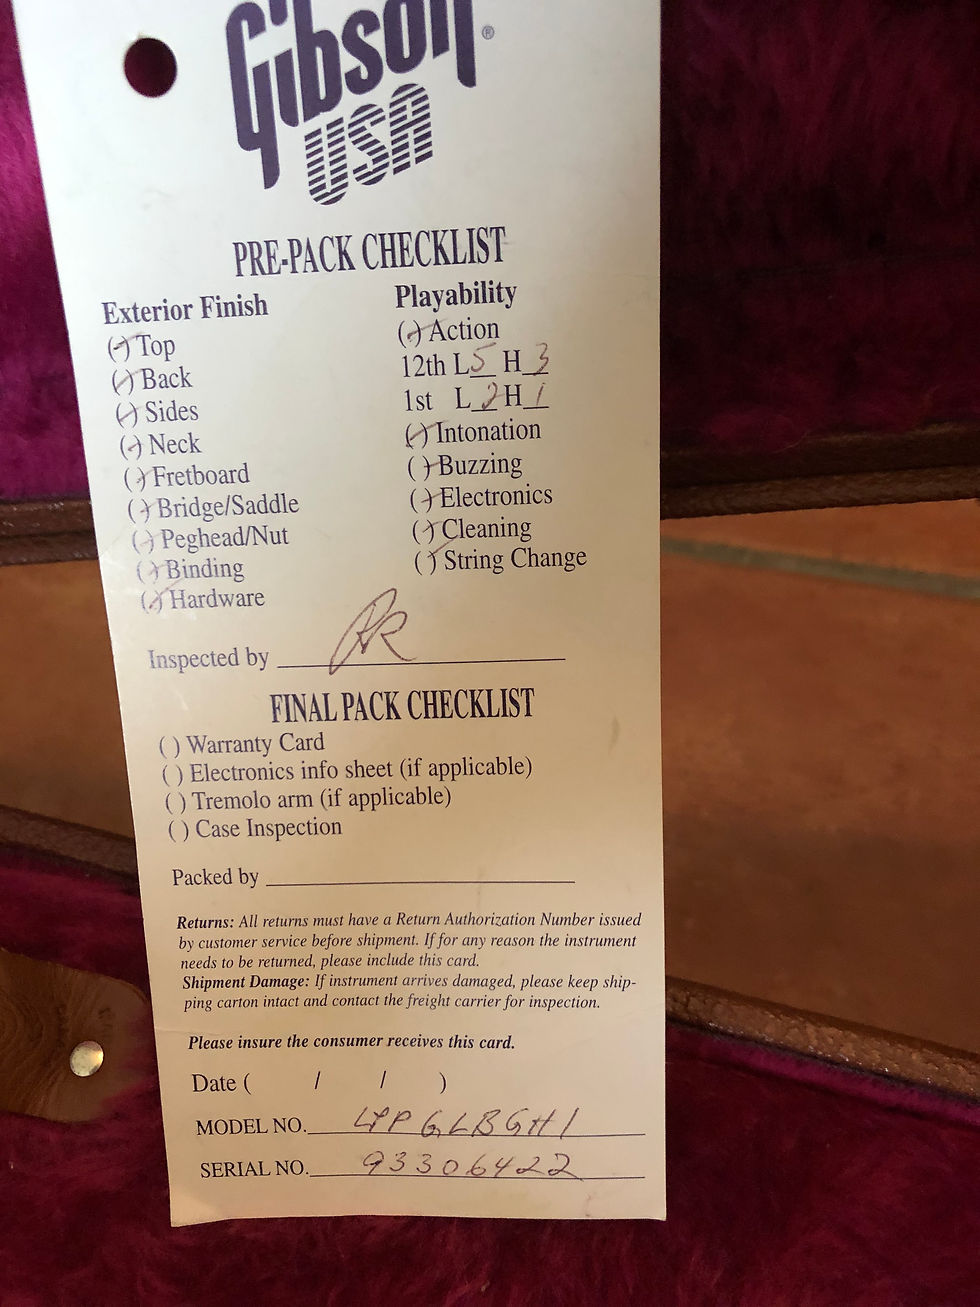 Gibson ®
USA
PRE-PACK CHECKLIST
Exterior Finish
(✓) Top
(✓) Back
(✓) Sides
(✓) Neck
(✓) Fretboard
(✓) Bridge/Saddle
(✓) Peghead/Nut
(✓) Binding
(✓) Hardware
Playability
(✓) Action
12th L 5 H 3
1st L 2 H 1
(✓) Intonation
(✓) Buzzing
(✓) Electronics
(✓) Cleaning
(✓) String Change
Inspected by
FINAL PACK CHECKLIST
( ) Warranty Card
( ) Electronics info sheet (if applicable)
( ) Tremolo arm (if applicable)
( ) Case Inspection
Packed by
Returns: All returns must have a Return Authorization Number issued
by customer service before shipment. If for any reason the instrument
needs to be returned, please include this card.
Shipment Damage: If instrument arrives damaged, please keep ship-
ping carton intact and contact the freight carrier for inspection.
Please insure the consumer receives this card.
Date ( / / )
MODEL NO.
SERIAL NO. 93306422